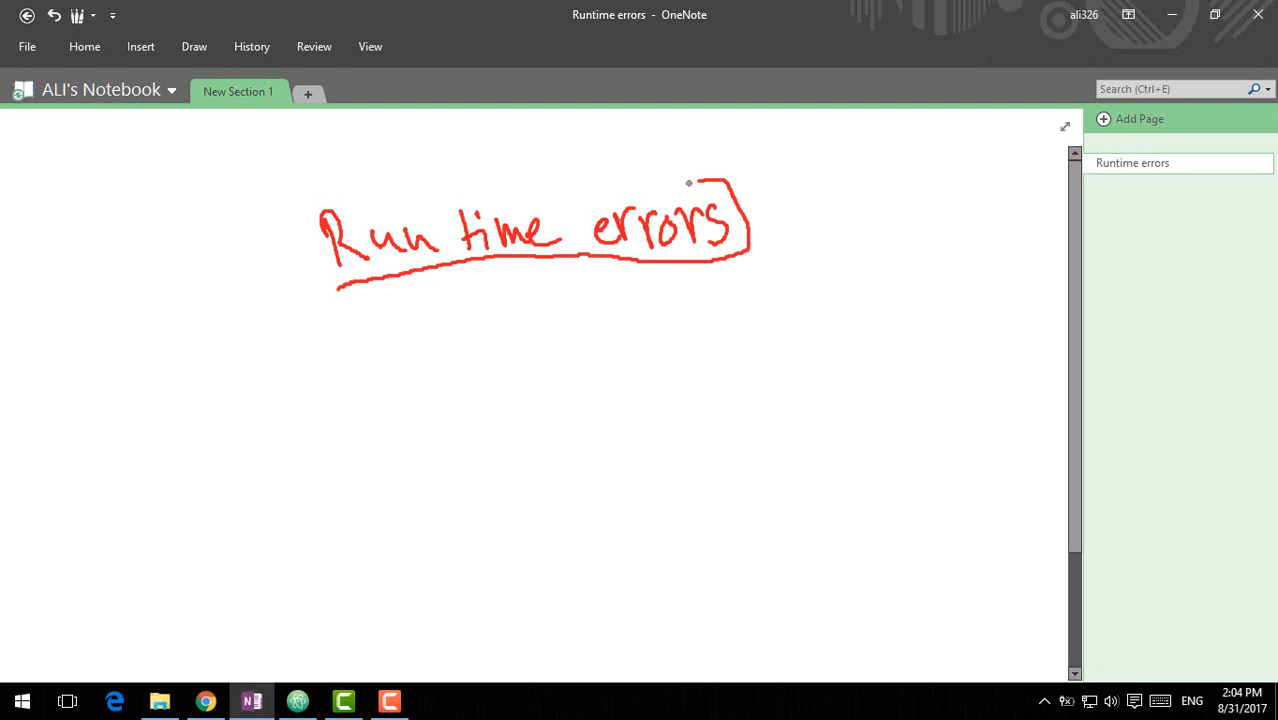 Runtime errors - OneNote
ali326
File Home Insert Draw History Review View
ALI's Notebook
New Section 1
+
Search (Ctrl+E)
Add Page
Runtime errors
Run time errors
ENG
2:04 PM
8/31/2017